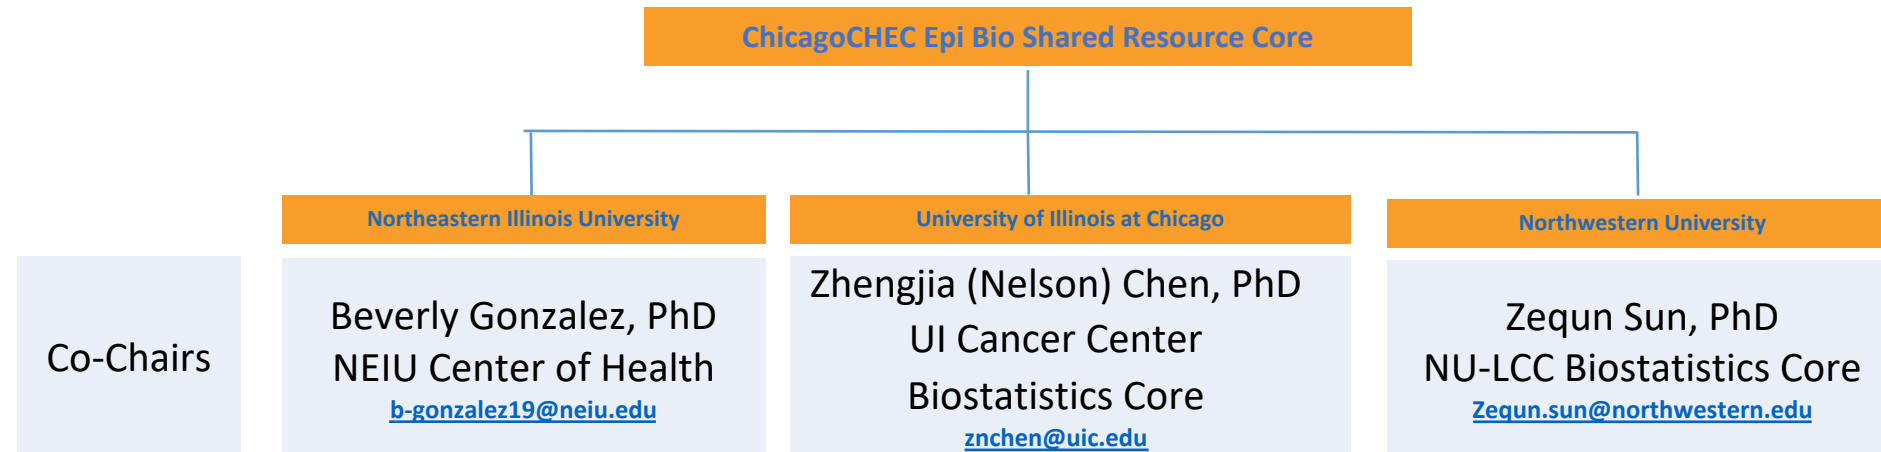 ChicagoCHEC Epi Bio Shared Resource Core
Northeastern Illinois University
University of Illinois at Chicago
Northwestern University
Co-Chairs
Beverly Gonzalez, PhD
NEIU Center of Health
b-gonzalez19@neiu.edu
Zhengjia (Nelson) Chen, PhD
UI Cancer Center
Biostatistics Core
znchen@uic.edu
Zequn Sun, PhD
NU-LCC Biostatistics Core
Zequn.sun@northwestern.edu